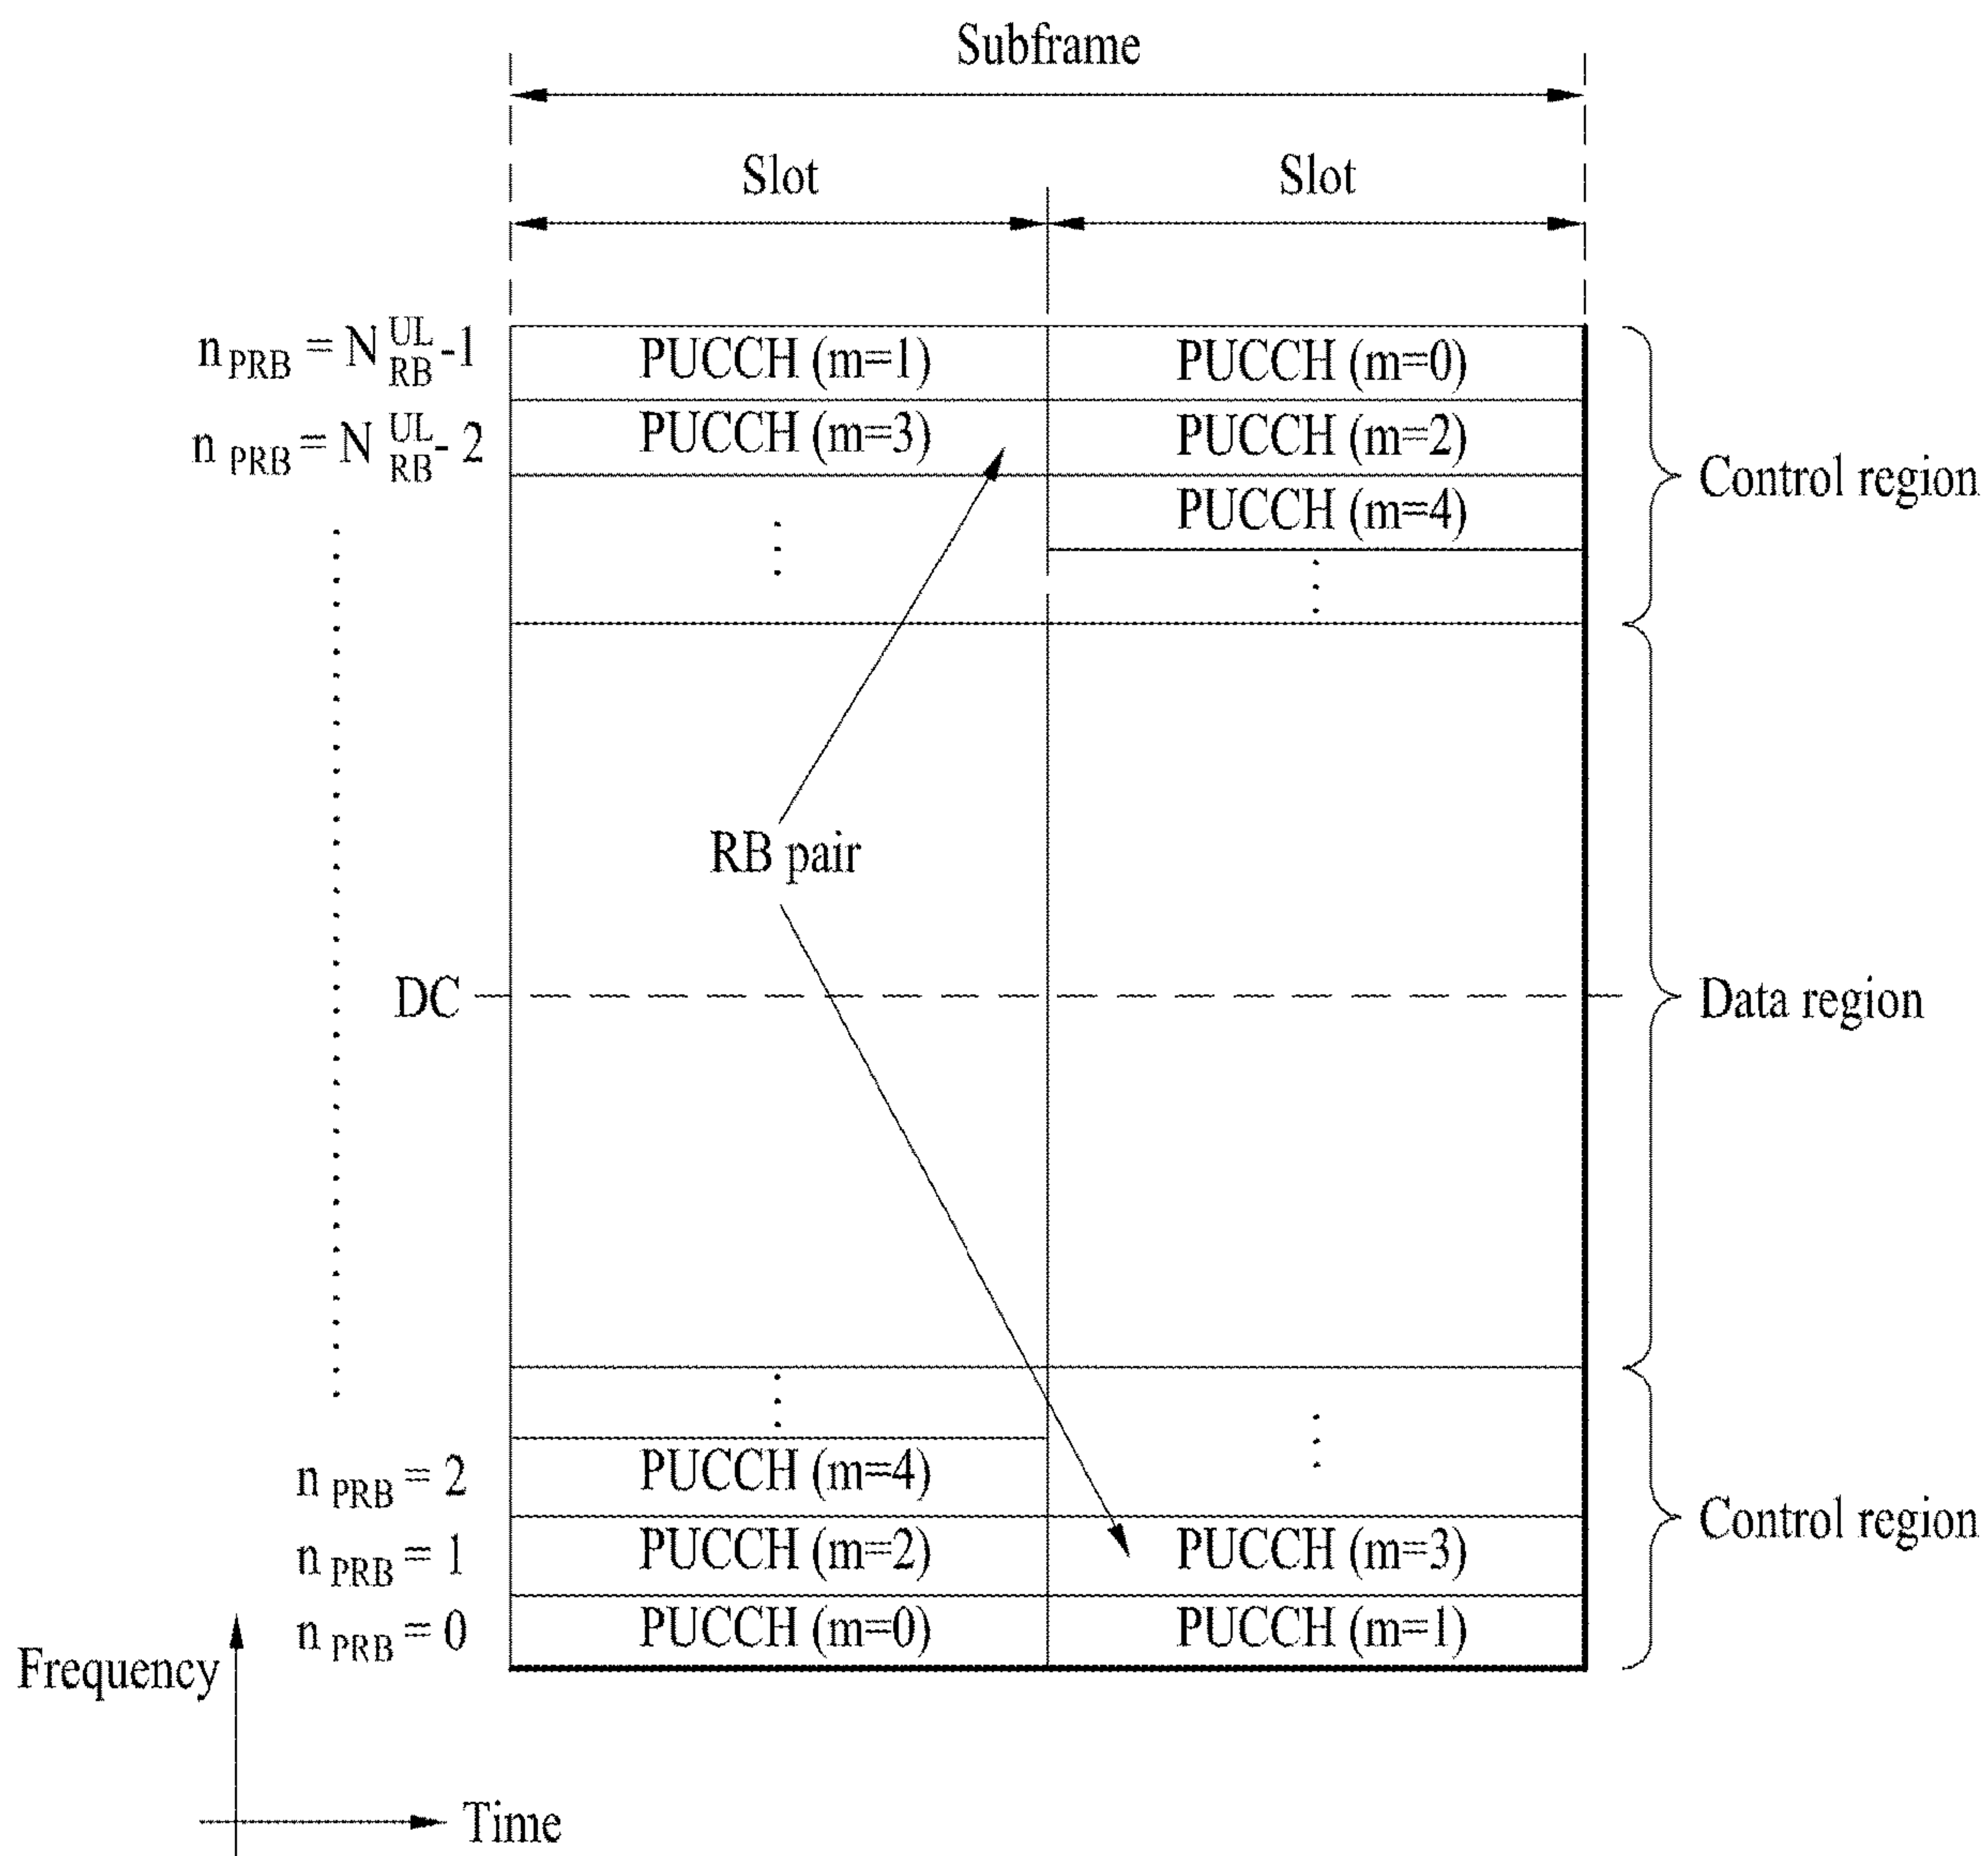 Subframe
Slot Slot
n PRB = N UL RB -1 PUCCH (m=1) PUCCH (m=0)
n PRB = N UL RB - 2 PUCCH (m=3) PUCCH (m=2)
Control region
PUCCH (m=4)
RB pair
DC
Data region
n PRB = 2 PUCCH (m=4)
Control region
n PRB = 1 PUCCH (m=2) PUCCH (m=3)
n PRB = 0 PUCCH (m=0) PUCCH (m=1)
Frequency
Time